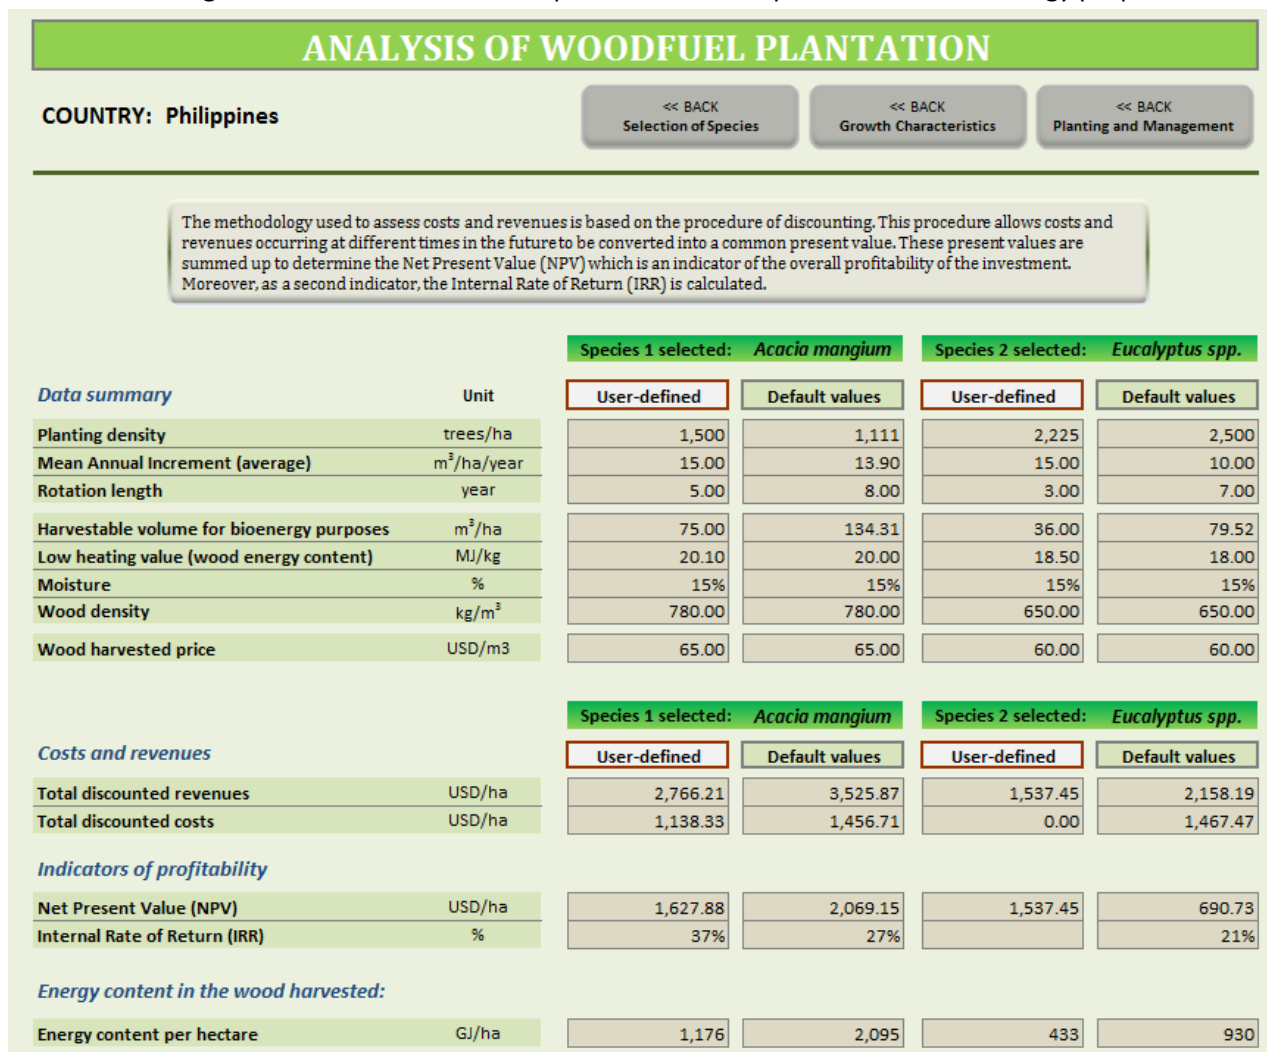 ANALYSIS OF WOODFUEL PLANTATION
COUNTRY: Philippines
<< BACK
Selection of Species
<< BACK
Growth Characteristics
<< BACK
Planting and Management
The methodology used to assess costs and revenues is based on the procedure of discounting. This procedure allows costs and
revenues occurring at different times in the future to be converted into a common present value. These present values are
summed up to determine the Net Present Value (NPV) which is an indicator of the overall profitability of the investment.
Moreover, as a second indicator, the Internal Rate of Return (IRR) is calculated.
Species 1 selected: Acacia mangium Species 2 selected: Eucalyptus spp.
Data summary Unit User-defined Default values User-defined Default values
Planting density trees/ha 1,500 1,111 2,225 2,500
Mean Annual Increment (average) m³/ha/year 15.00 13.90 15.00 10.00
Rotation length year 5.00 8.00 3.00 7.00
Harvestable volume for bioenergy purposes m³/ha 75.00 134.31 36.00 79.52
Low heating value (wood energy content) MJ/kg 20.10 20.00 18.50 18.00
Moisture % 15% 15% 15% 15%
Wood density kg/m³ 780.00 780.00 650.00 650.00
Wood harvested price USD/m3 65.00 65.00 60.00 60.00
Species 1 selected: Acacia mangium Species 2 selected: Eucalyptus spp.
Costs and revenues User-defined Default values User-defined Default values
Total discounted revenues USD/ha 2,766.21 3,525.87 1,537.45 2,158.19
Total discounted costs USD/ha 1,138.33 1,456.71 0.00 1,467.47
Indicators of profitability
Net Present Value (NPV) USD/ha 1,627.88 2,069.15 1,537.45 690.73
Internal Rate of Return (IRR) % 37% 27% 21%
Energy content in the wood harvested:
Energy content per hectare GJ/ha 1,176 2,095 433 930